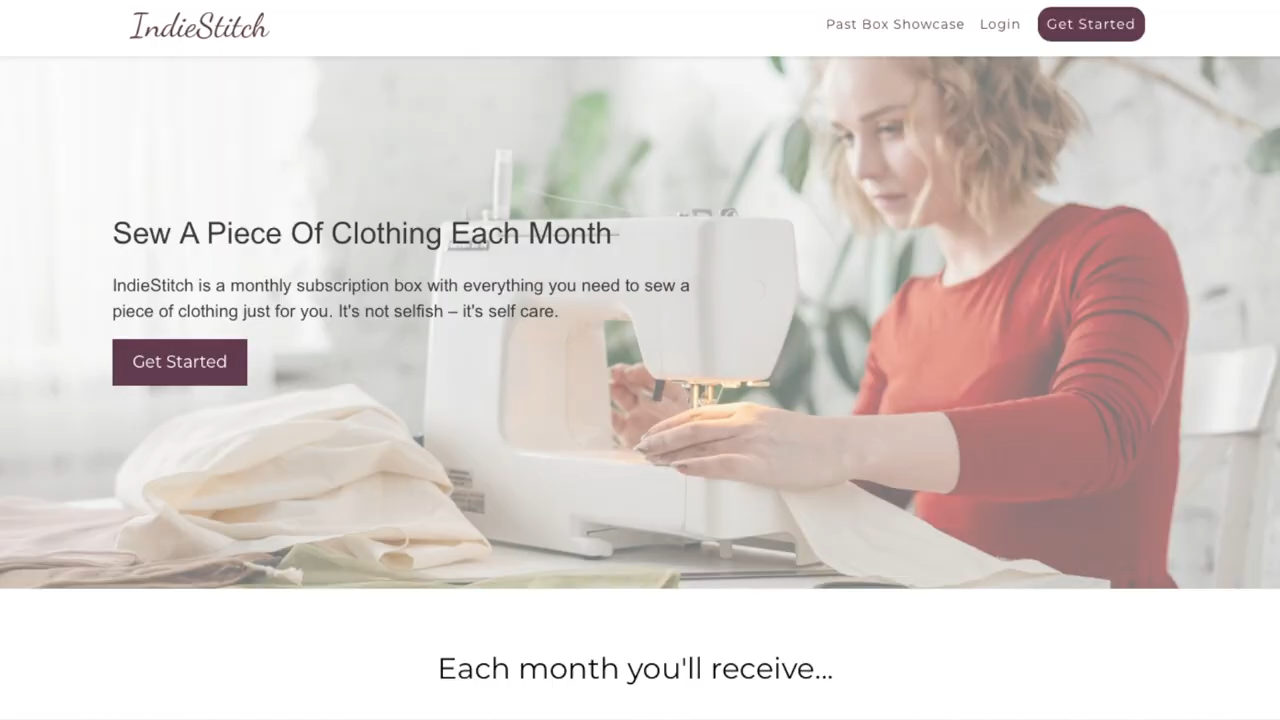 IndieStitch
Past Box Showcase Login Get Started
Sew A Piece Of Clothing Each Month
IndieStitch is a monthly subscription box with everything you need to sew a
piece of clothing just for you. It's not selfish – it's self care.
Get Started
Each month you'll receive...